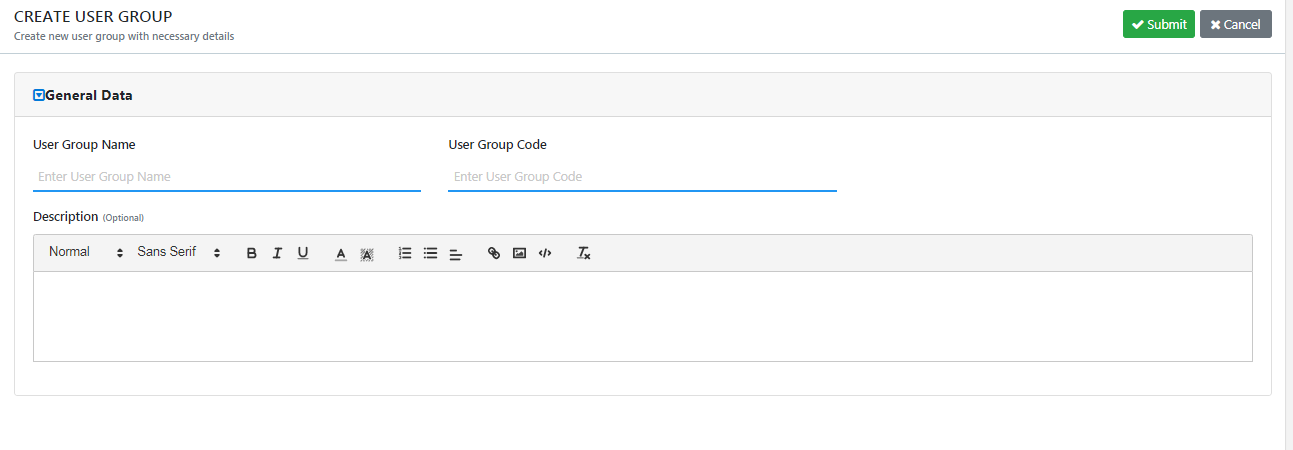 CREATE USER GROUP
Create new user group with necessary details
Submit
Cancel
General Data
User Group Name
User Group Code
Enter User Group Name
Enter User Group Code
Description (Optional)
Normal Sans Serif B I U A A